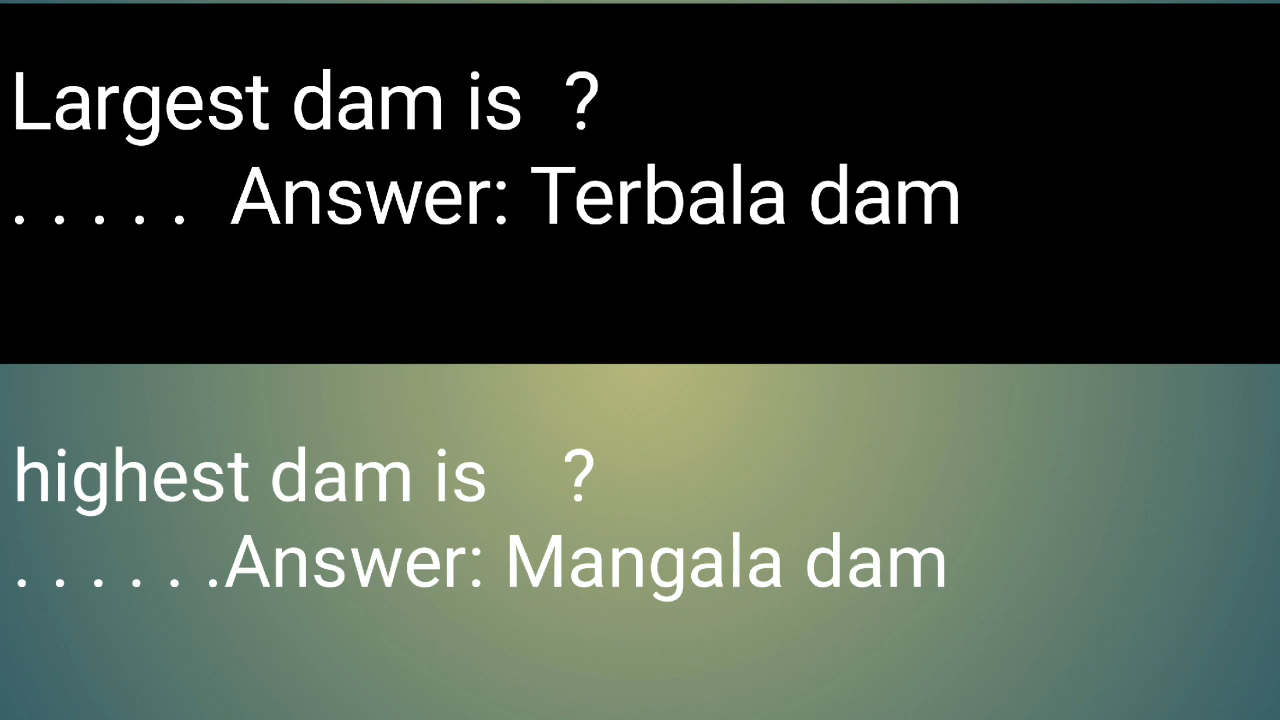 Largest dam is ?
. . . . . Answer: Terbala dam
highest dam is ?
. . . . . .Answer: Mangala dam